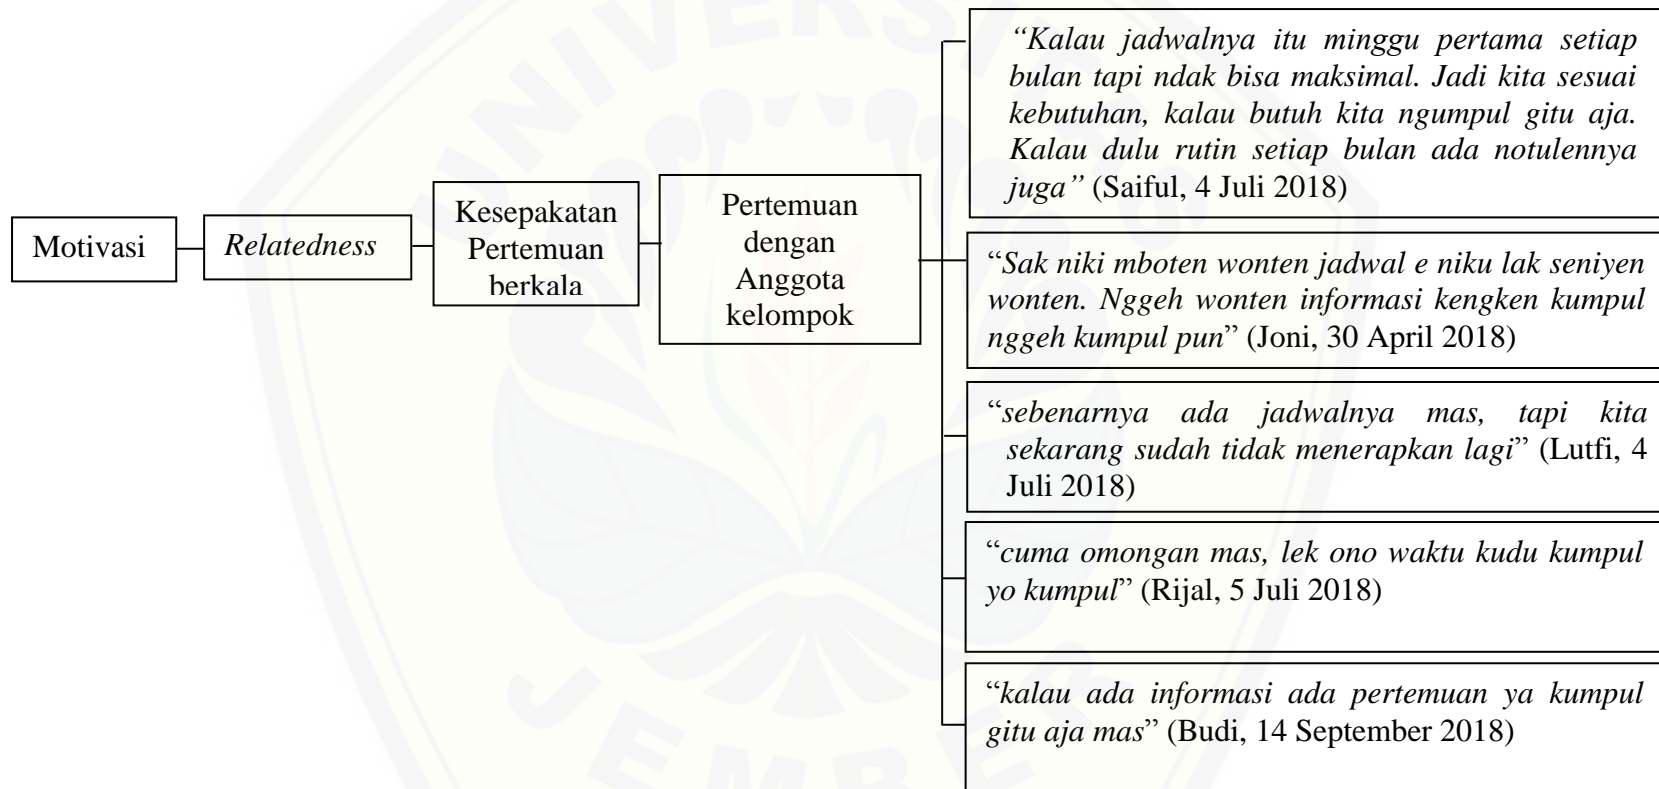 Motivasi
Relatedness
Kesepakatan
Pertemuan
berkala
Pertemuan
dengan
Anggota
kelompok
“Kalau jadwalnya itu minggu pertama setiap
bulan tapi ndak bisa maksimal. Jadi kita sesuai
kebutuhan, kalau butuh kita ngumpul gitu aja.
Kalau dulu rutin setiap bulan ada notulennya
juga” (Saiful, 4 Juli 2018)
“Sak niki mboten wonten jadwal e niku lak seniyen
wonten. Nggeh wonten informasi kengken kumpul
nggeh kumpul pun” (Joni, 30 April 2018)
“sebenarnya ada jadwalnya mas, tapi kita
sekarang sudah tidak menerapkan lagi” (Lutfi, 4
Juli 2018)
“cuma omongan mas, lek ono waktu kudu kumpul
yo kumpul” (Rijal, 5 Juli 2018)
“kalau ada informasi ada pertemuan ya kumpul
gitu aja mas” (Budi, 14 September 2018)
UNIVERSITAS
JEMBER